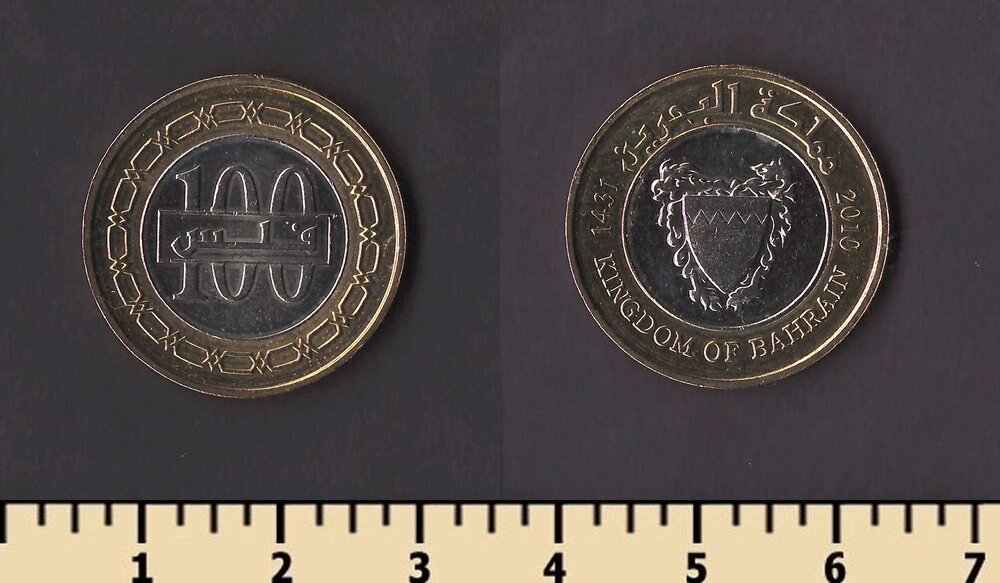 100
فلس
مملكة البحرين
1431
2010
KINGDOM OF BAHRAIN
1 2 3 4 5 6 7